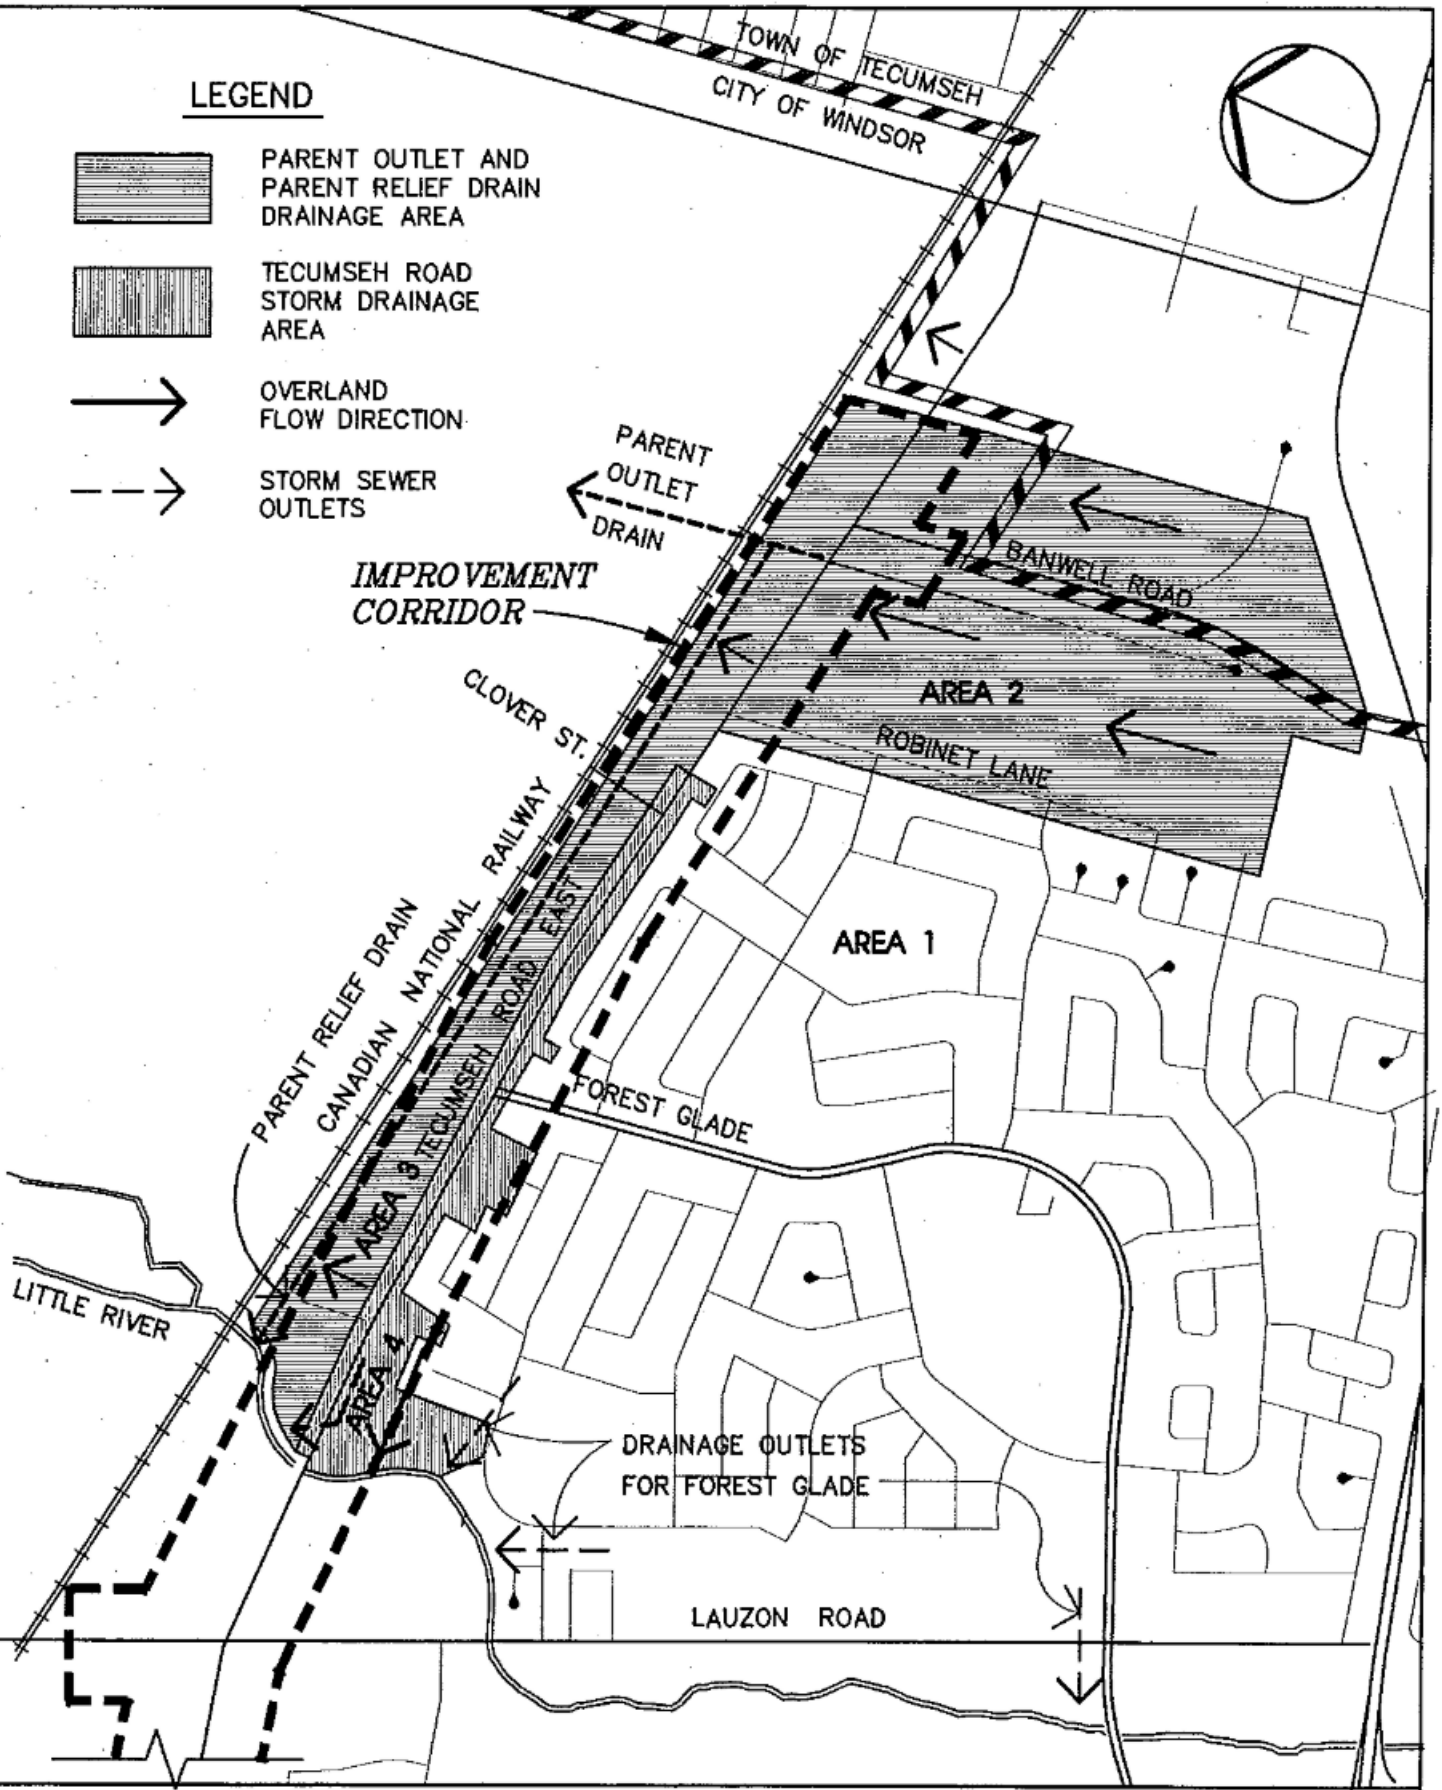 TOWN OF TECUMSEH
CITY OF WINDSOR
LEGEND
PARENT OUTLET AND
PARENT RELIEF DRAIN
DRAINAGE AREA
TECUMSEH ROAD
STORM DRAINAGE
AREA
OVERLAND
FLOW DIRECTION
STORM SEWER
OUTLETS
PARENT
OUTLET
DRAIN
IMPROVEMENT
CORRIDOR
BANWELL ROAD
AREA 2
ROBINET LANE
CLOVER ST.
CANADIAN NATIONAL RAILWAY
PARENT RELIEF DRAIN
TECUMSEH ROAD EAST
AREA 1
FOREST GLADE
AREA 3
LITTLE RIVER
AREA 4
DRAINAGE OUTLETS
FOR FOREST GLADE
LAUZON ROAD